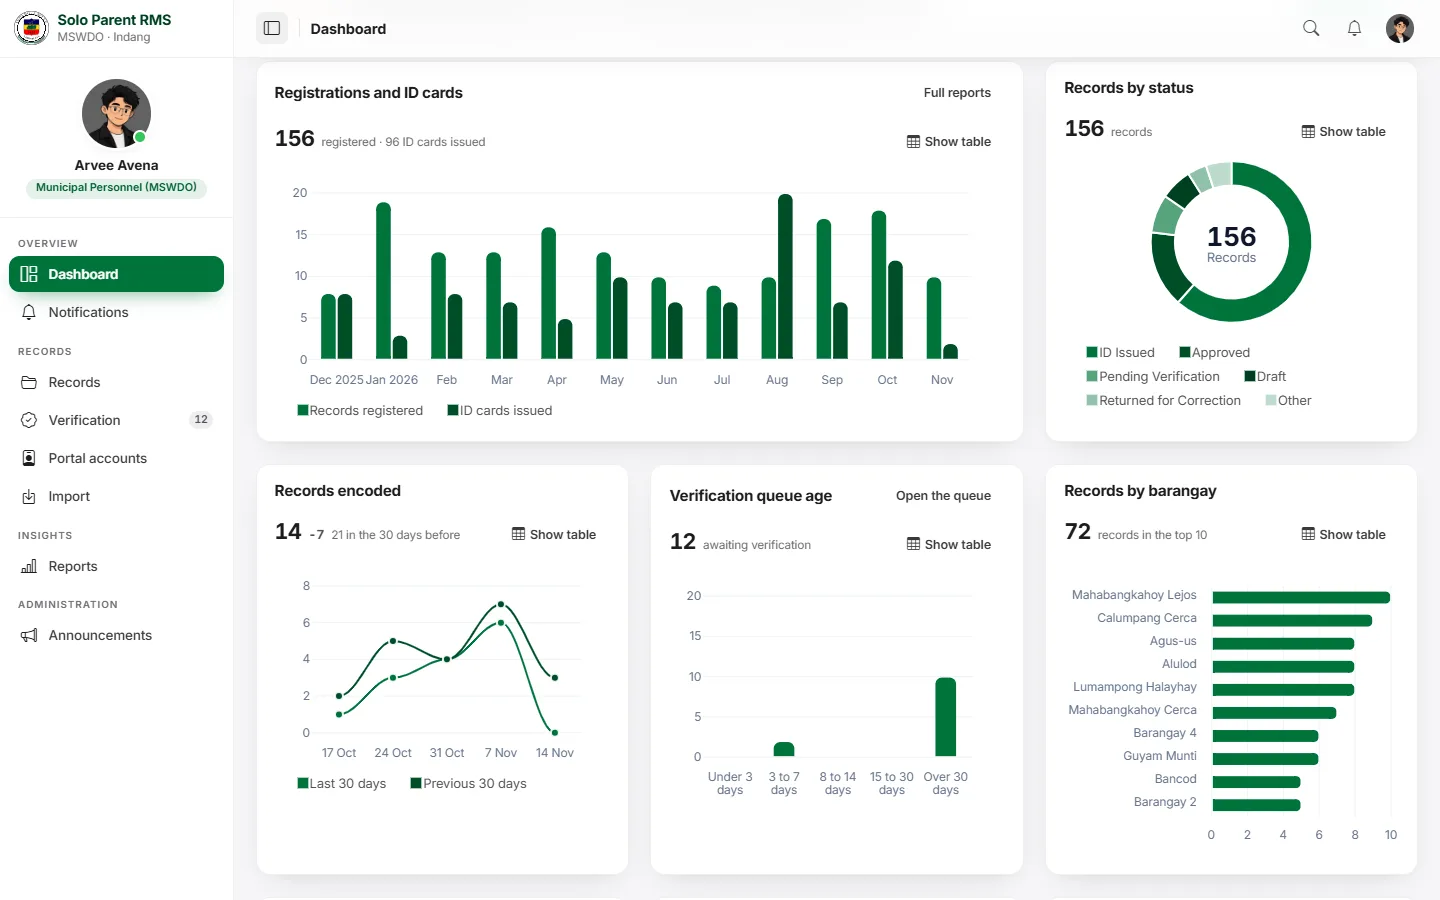 Solo Parent RMS
MSWDO · Indang
Dashboard
Arvee Avena
Municipal Personnel (MSWDO)
OVERVIEW
Dashboard
Notifications
RECORDS
Records
Verification 12
Portal accounts
Import
INSIGHTS
Reports
ADMINISTRATION
Announcements
Registrations and ID cards
Full reports
156 registered · 96 ID cards issued
Show table
20
15
10
5
0
Dec 2025 Jan 2026 Feb Mar Apr May Jun Jul Aug Sep Oct Nov
Records registered ID cards issued
Records by status
156 records
Show table
156
Records
ID Issued Approved
Pending Verification Draft
Returned for Correction Other
Records encoded
14 -7 21 in the 30 days before
Show table
8
6
4
2
0
17 Oct 24 Oct 31 Oct 7 Nov 14 Nov
Last 30 days Previous 30 days
Verification queue age
Open the queue
12 awaiting verification
Show table
20
15
10
5
0
Under 3 days 3 to 7 days 8 to 14 days 15 to 30 days Over 30 days
Records by barangay
72 records in the top 10
Show table
Mahabangkahoy Lejos
Calumpang Cerca
Agus-us
Alulod
Lumampong Halayhay
Mahabangkahoy Cerca
Barangay 4
Guyam Munti
Bancod
Barangay 2
0 2 4 6 8 10